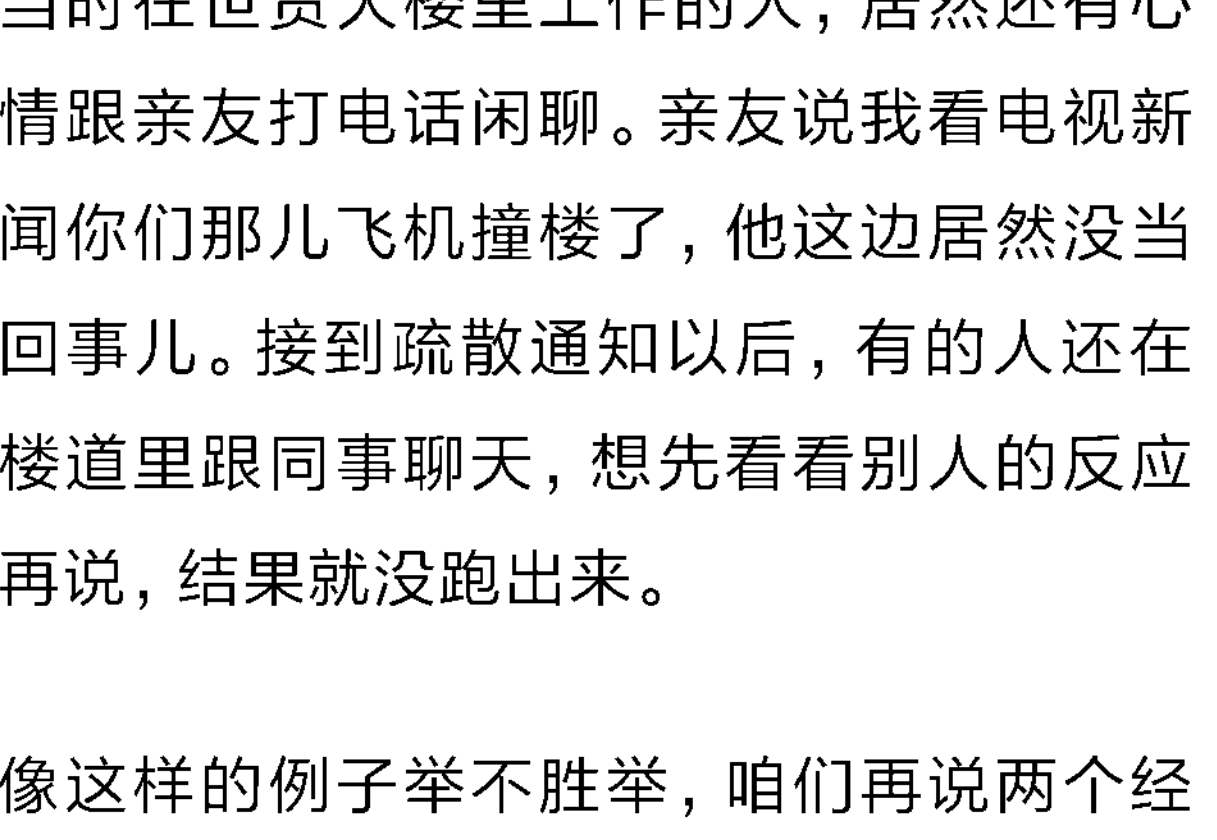 当时在世贸大楼里工作的人，居然还有心
情跟亲友打电话闲聊。亲友说我看电视新
闻你们那儿飞机撞楼了，他这边居然没当
回事儿。接到疏散通知以后，有的人还在
楼道里跟同事聊天，想先看看别人的反应
再说，结果就没跑出来。
像这样的例子举不胜举，咱们再说两个经